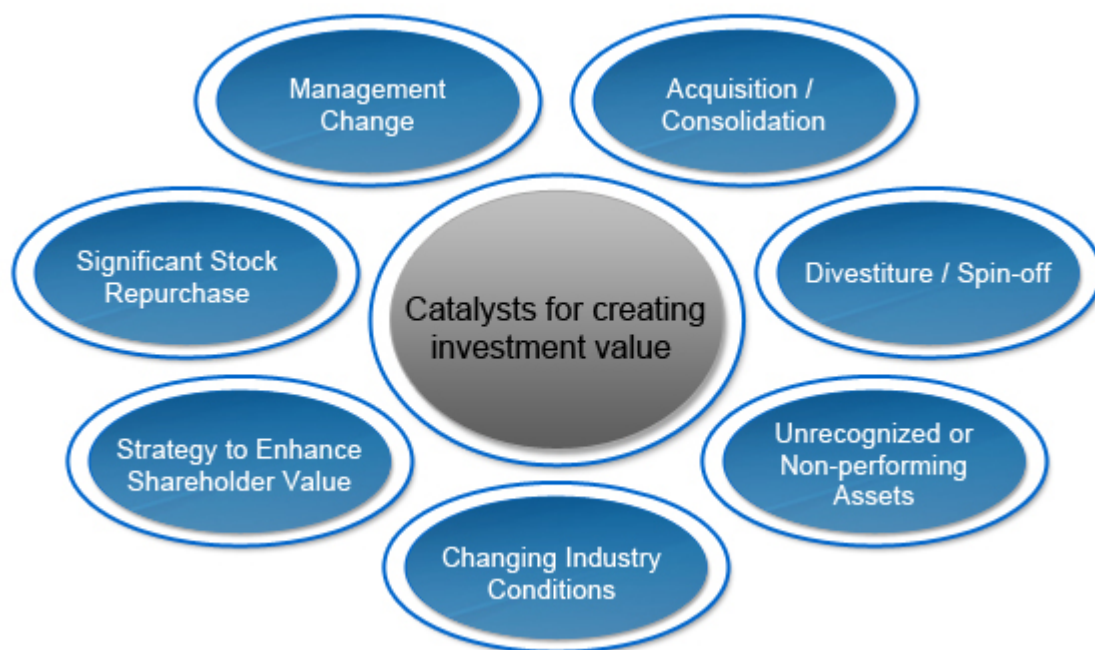 Management
Change
Acquisition /
Consolidation
Significant Stock
Repurchase
Divestiture / Spin-off
Catalysts for creating
investment value
Strategy to Enhance
Shareholder Value
Unrecognized or
Non-performing
Assets
Changing Industry
Conditions